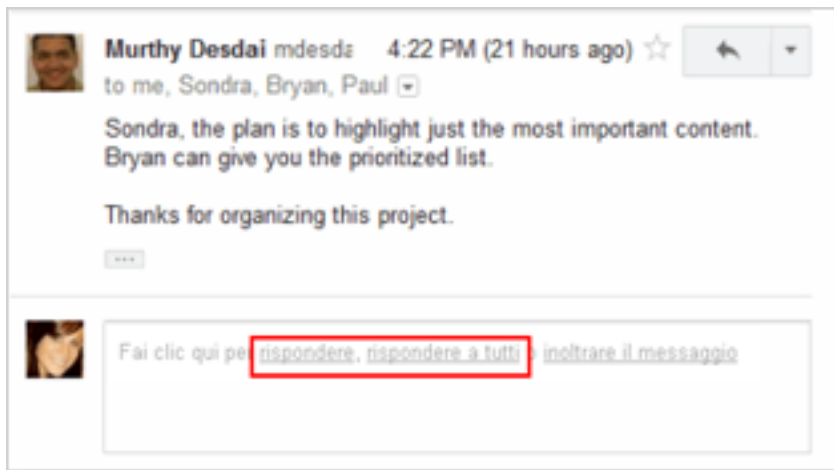 Murthy Desdai mdesda 4:22 PM (21 hours ago)
to me, Sondra, Bryan, Paul
Sondra, the plan is to highlight just the most important content.
Bryan can give you the prioritized list.
Thanks for organizing this project.
Fai clic qui per rispondere, rispondere a tutti o inoltrare il messaggio